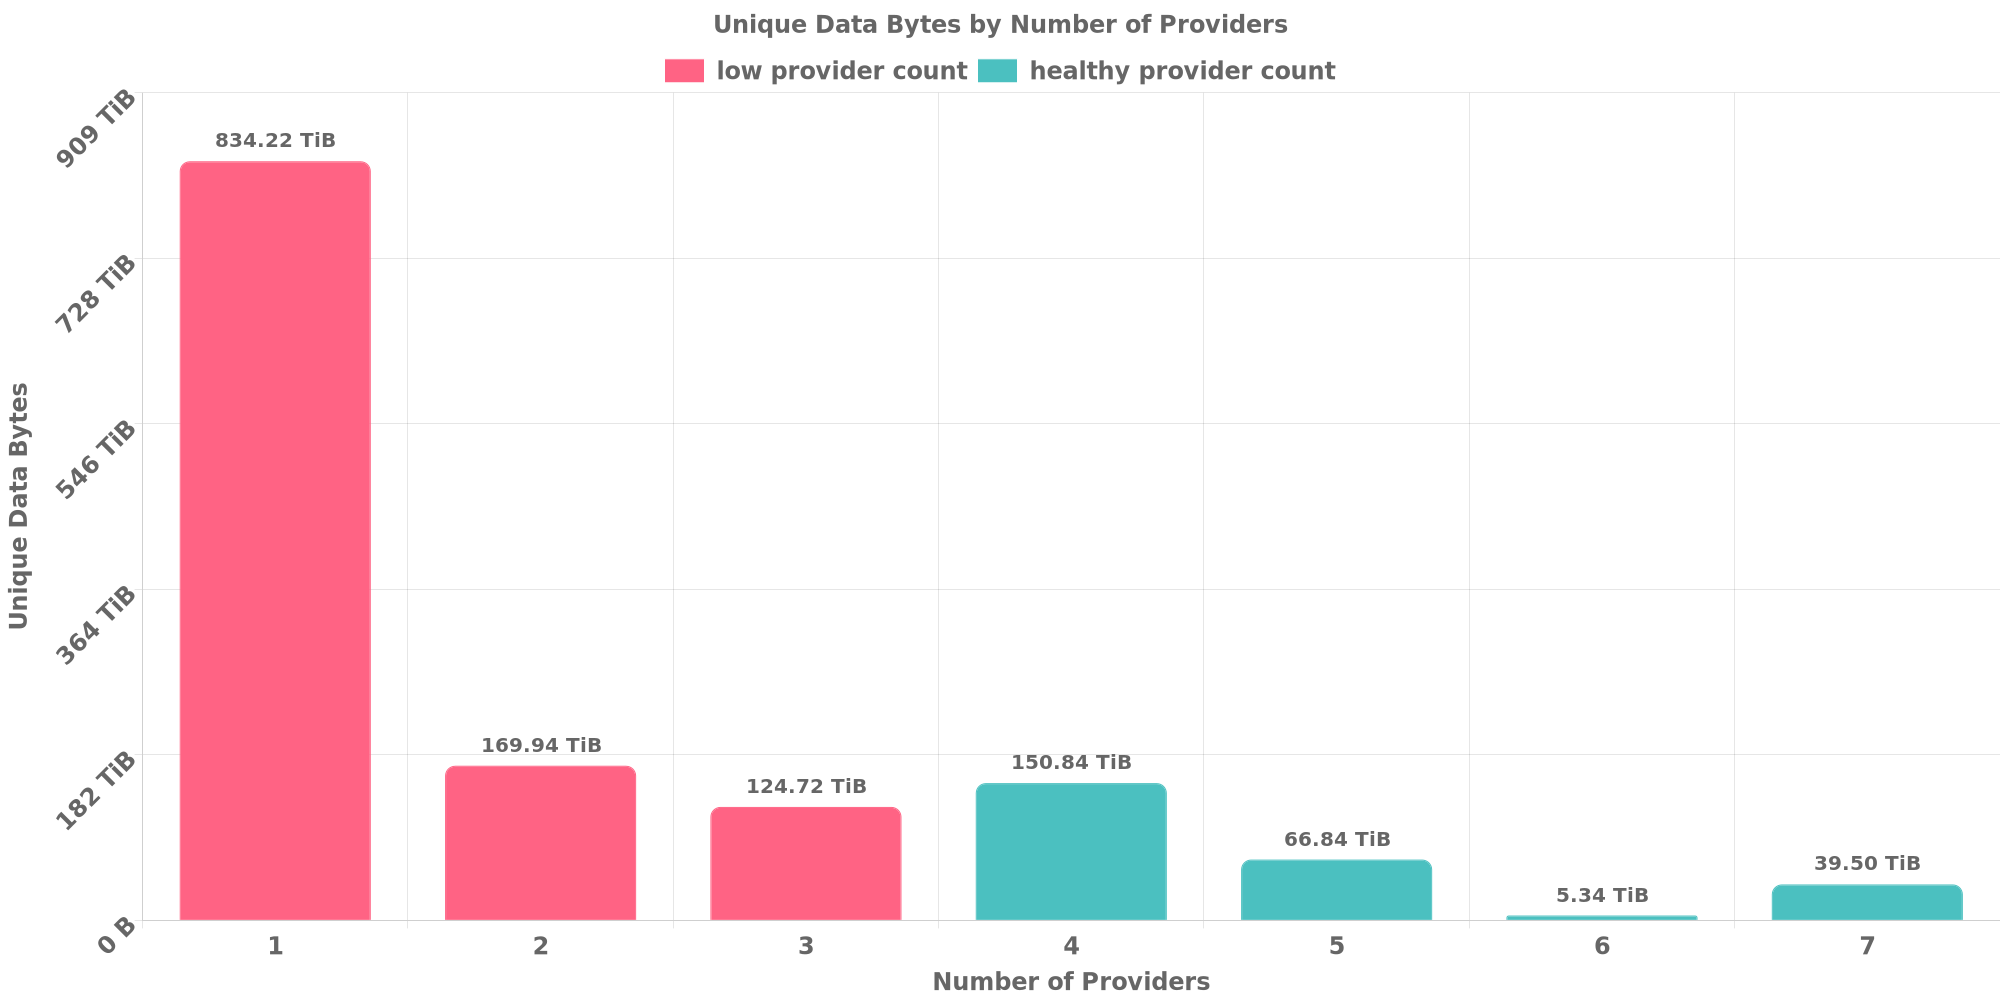 Unique Data Bytes by Number of Providers
low provider count
healthy provider count
909 TiB
728 TiB
546 TiB
364 TiB
182 TiB
0 B
Unique Data Bytes
834.22 TiB
169.94 TiB
124.72 TiB
150.84 TiB
66.84 TiB
5.34 TiB
39.50 TiB
1 2 3 4 5 6 7
Number of Providers